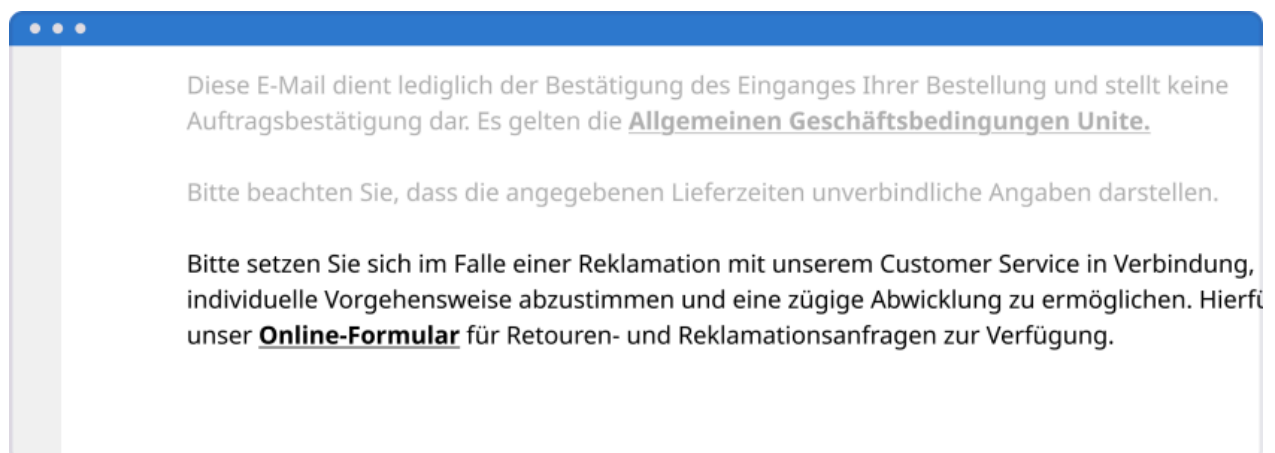 Diese E-Mail dient lediglich der Bestätigung des Einganges Ihrer Bestellung und stellt keine
Auftragsbestätigung dar. Es gelten die Allgemeinen Geschäftsbedingungen Unite.
Bitte beachten Sie, dass die angegebenen Lieferzeiten unverbindliche Angaben darstellen.
Bitte setzen Sie sich im Falle einer Reklamation mit unserem Customer Service in Verbindung,
individuelle Vorgehensweise abzustimmen und eine zügige Abwicklung zu ermöglichen.
unser Online-Formular für Retouren- und Reklamationsanfragen zur Verfügung.